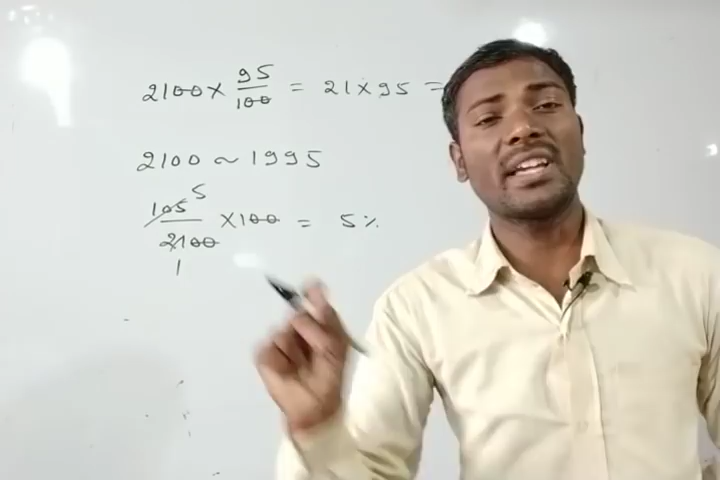 2100 × 95/100 = 21 × 95 =
2100 ~ 1995
105/2100 × 100 = 5%
5
1